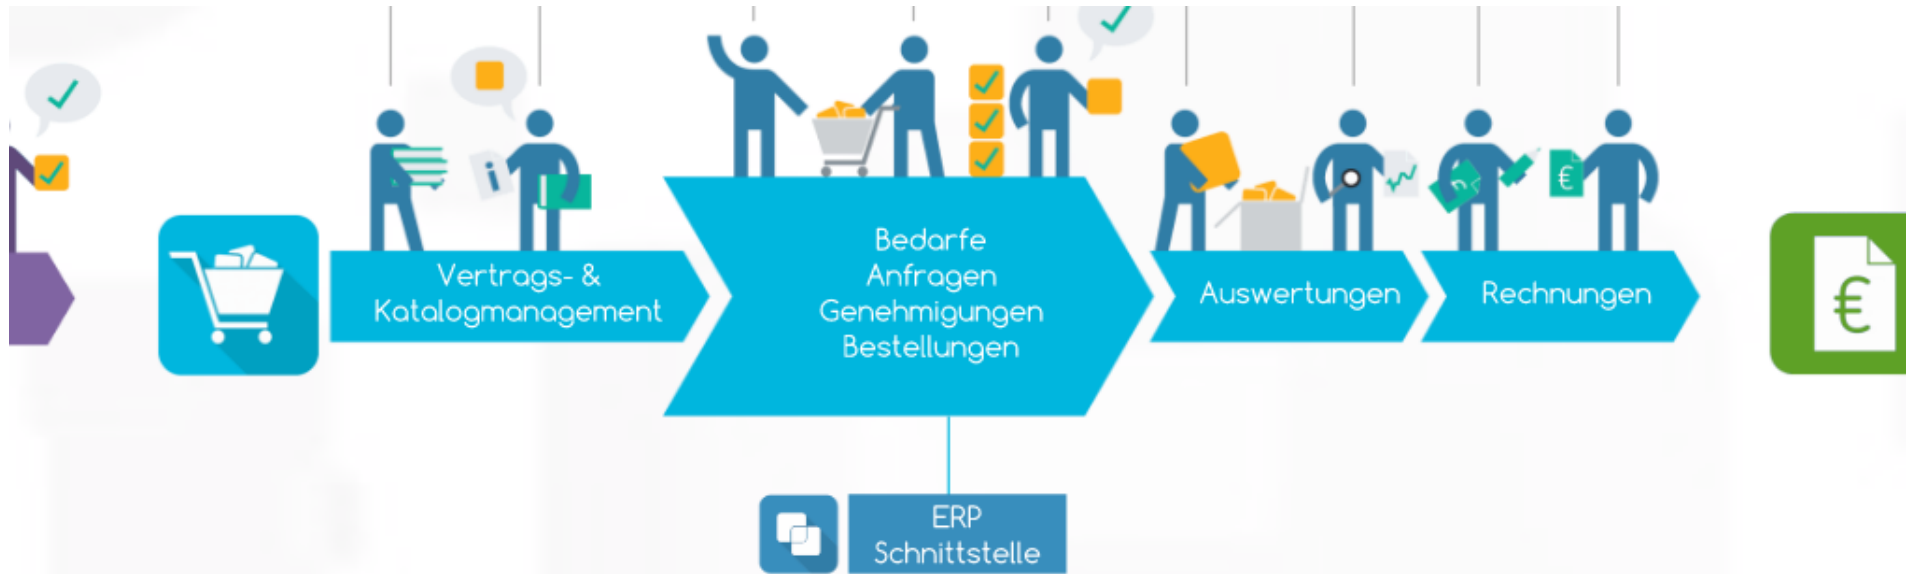 Vertrags- &
Katalogmanagement
Bedarfe
Anfragen
Genehmigungen
Bestellungen
Auswertungen
Rechnungen
ERP
Schnittstelle
i
€
€